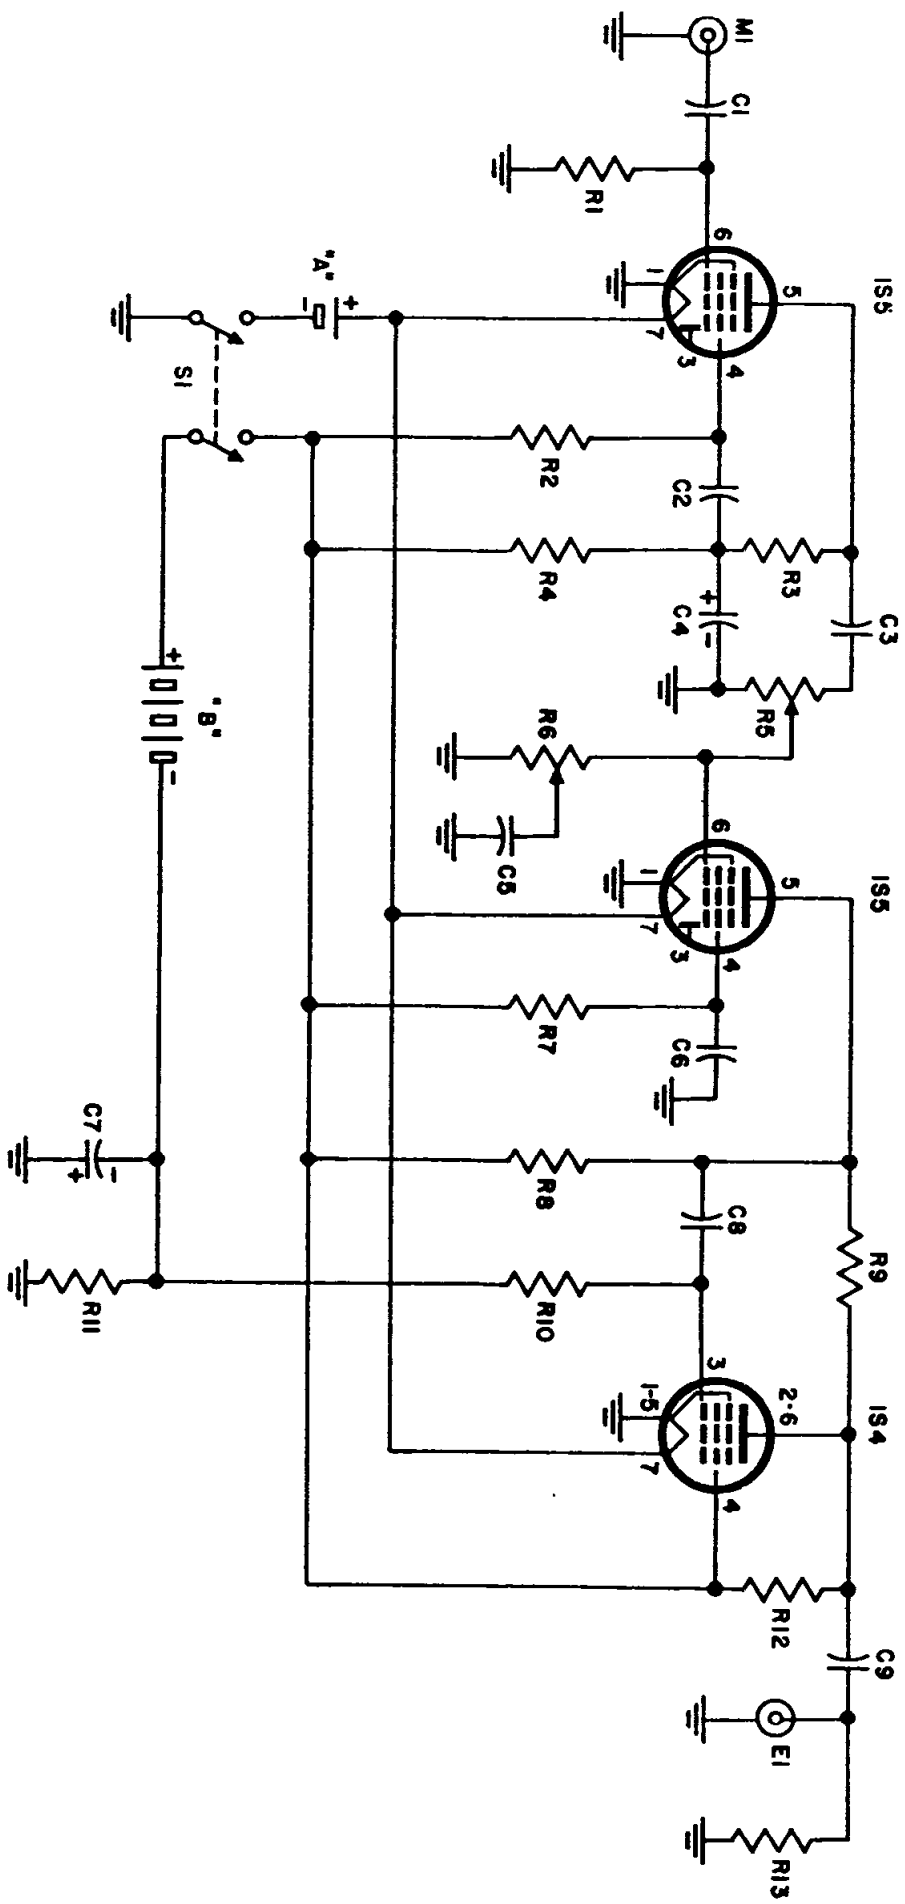 M1
C1
R1
1S5
6
5
1
7
3
4
"A"
+
-
S1
R2
C2
R4
R3
+
C4
-
C3
R5
R6
C5
+
"B"
-
1S5
6
5
1
7
3
4
R7
C6
C7
-
+
R8
C8
R9
R10
R11
1S4
3
2-6
1-5
7
4
R12
C9
E1
R13